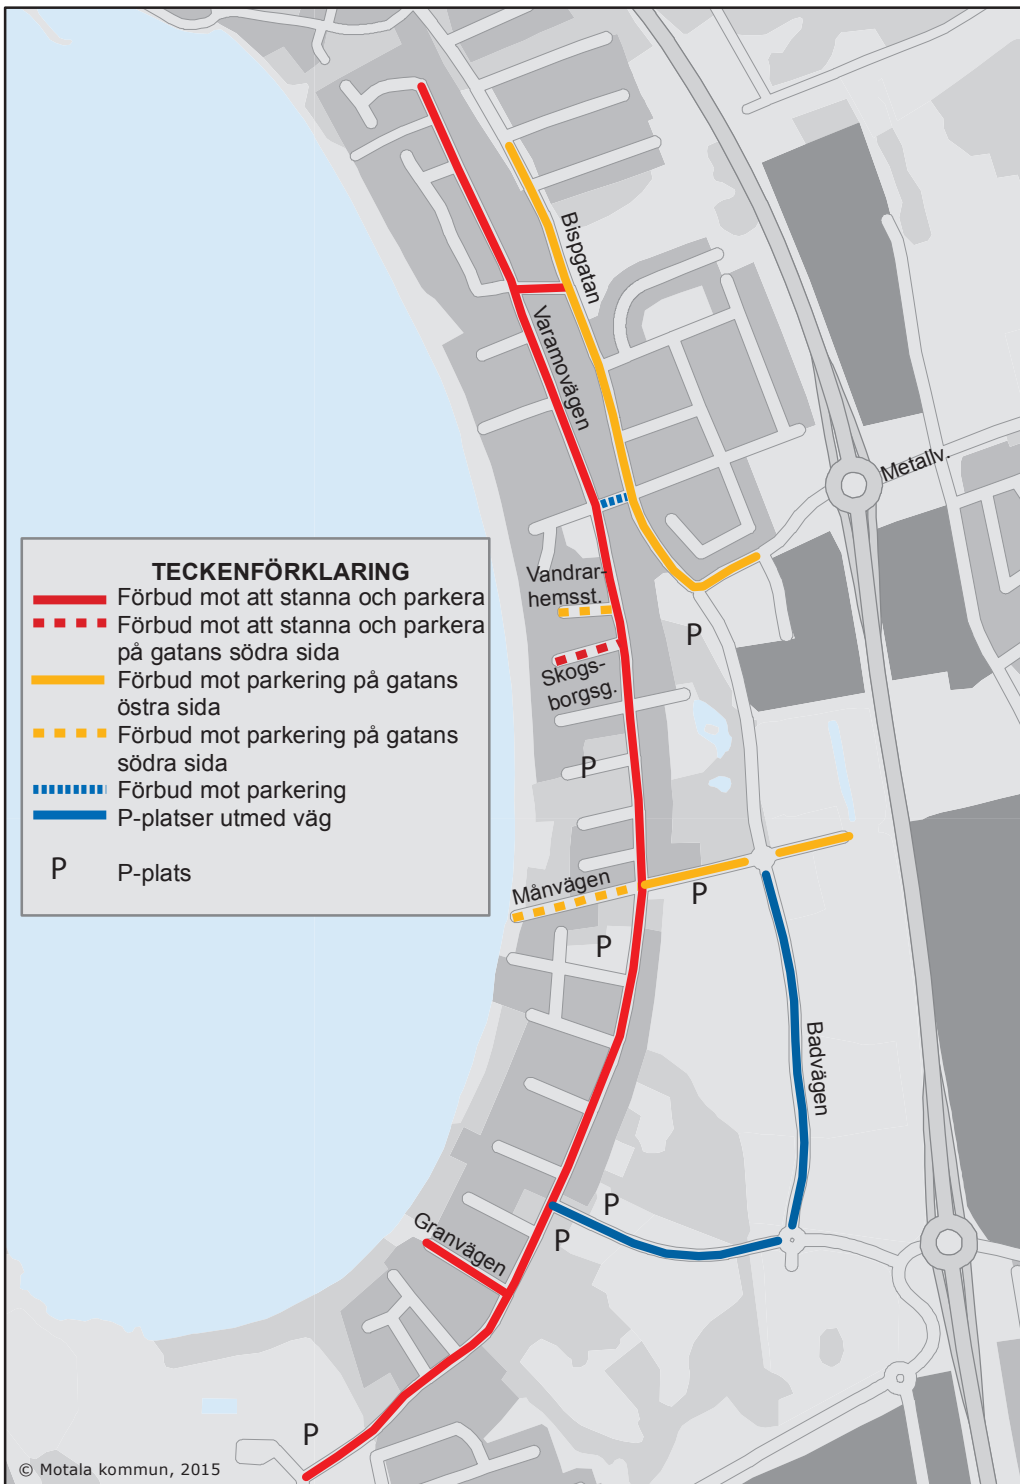 Bispgatan
Varamovägen
Metallv.
Vandrar-
hemsst.
P
Skogs-
borgsg.
TECKENFÖRKLARING
Förbud mot att stanna och parkera
Förbud mot att stanna och parkera
på gatans södra sida
Förbud mot parkering på gatans
östra sida
Förbud mot parkering på gatans
södra sida
Förbud mot parkering
P-platser utmed väg
P P-plats
P
Månvägen
P
P
Badvägen
P
P
Granvägen
P
© Motala kommun, 2015